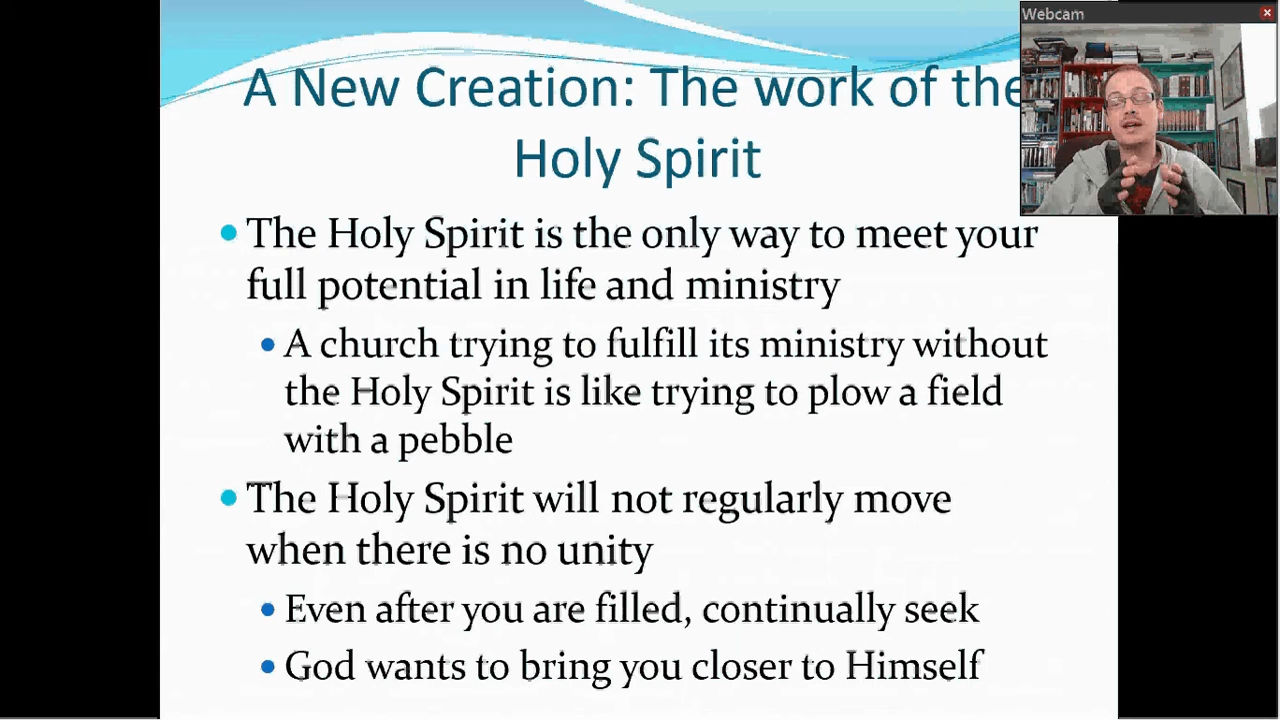 Webcam
A New Creation: The work of the
Holy Spirit
• The Holy Spirit is the only way to meet your
full potential in life and ministry
• A church trying to fulfill its ministry without
the Holy Spirit is like trying to plow a field
with a pebble
• The Holy Spirit will not regularly move
when there is no unity
• Even after you are filled, continually seek
• God wants to bring you closer to Himself